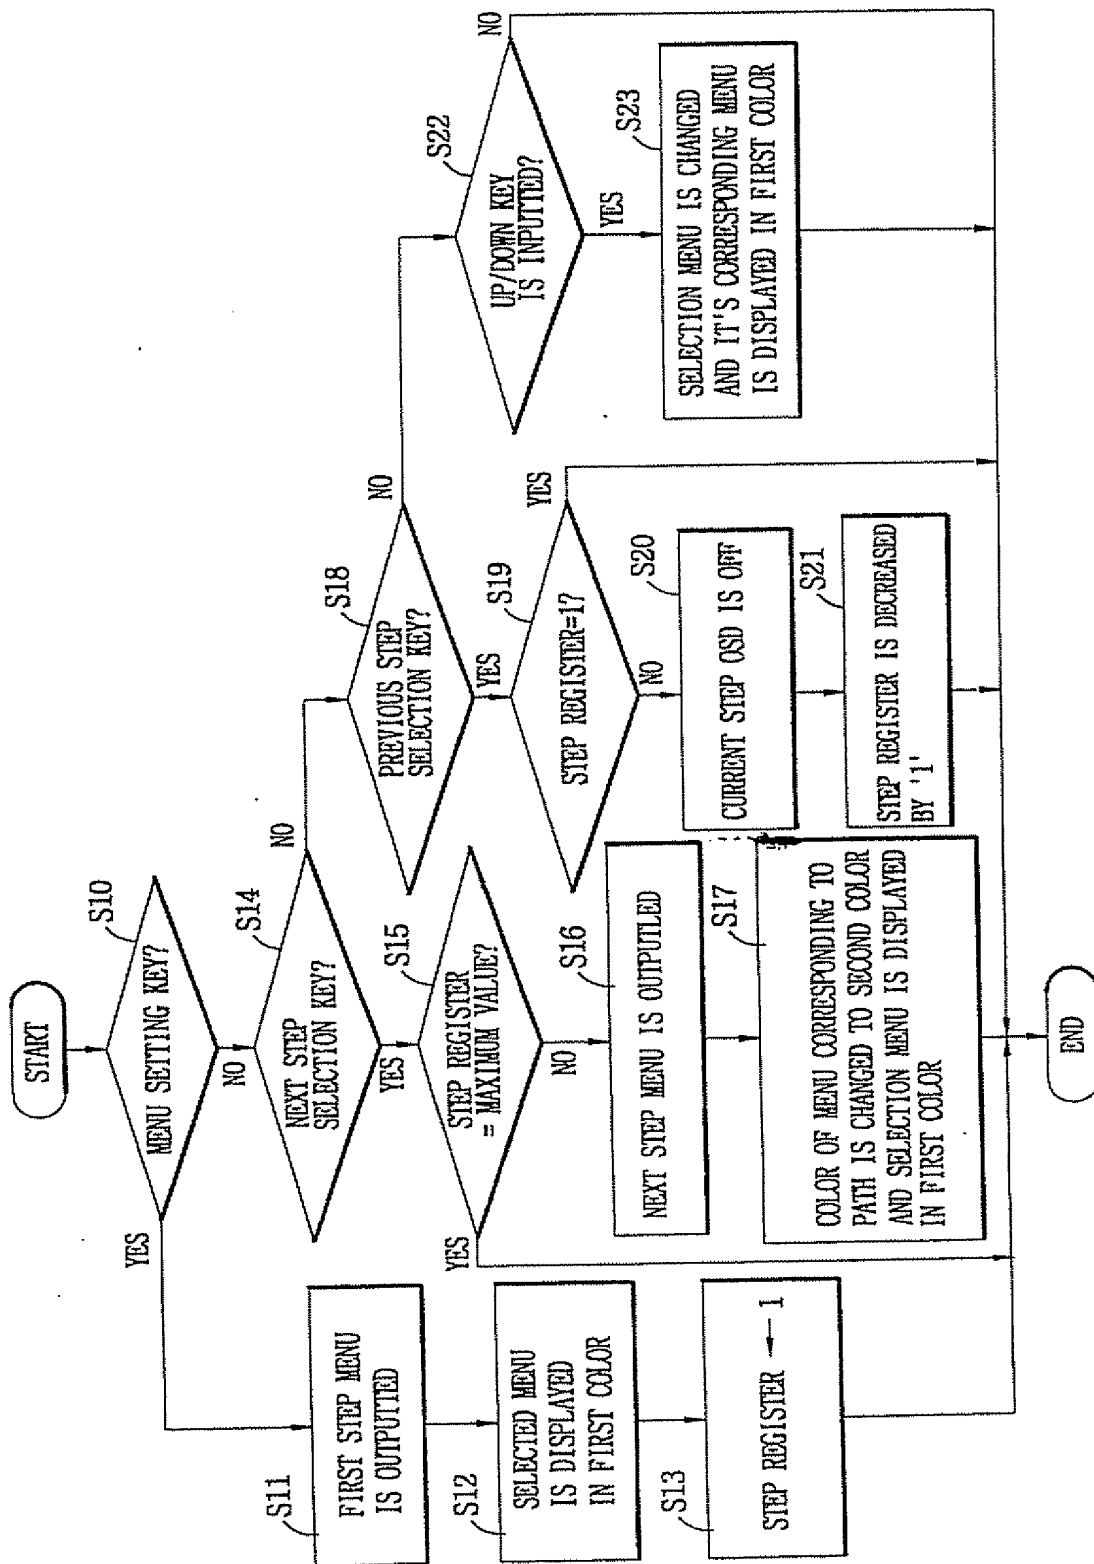 START
S10
MENU SETTING KEY?
YES
NO
S11
FIRST STEP MENU
IS OUTPUTTED
S12
SELECTED MENU
IS DISPLAYED
IN FIRST COLOR
S13
STEP REGISTER ← 1
S14
NEXT STEP
SELECTION KEY?
NO
YES
S15
STEP REGISTER
= MAXIMUM VALUE?
YES
NO
S16
NEXT STEP MENU IS OUTPUTLED
S17
COLOR OF MENU CORRESPONDING TO
PATH IS CHANGED TO SECOND COLOR
AND SELECTION MENU IS DISPLAYED
IN FIRST COLOR
S18
PREVIOUS STEP
SELECTION KEY?
NO
YES
S19
STEP REGISTER=1?
YES
NO
S20
CURRENT STEP OSD IS OFF
S21
STEP REGISTER IS DECREASED
BY '1'
S22
UP/DOWN KEY
IS INPUTTED?
NO
YES
S23
SELECTION MENU IS CHANGED
AND IT'S CORRESPONDING MENU
IS DISPLAYED IN FIRST COLOR
END